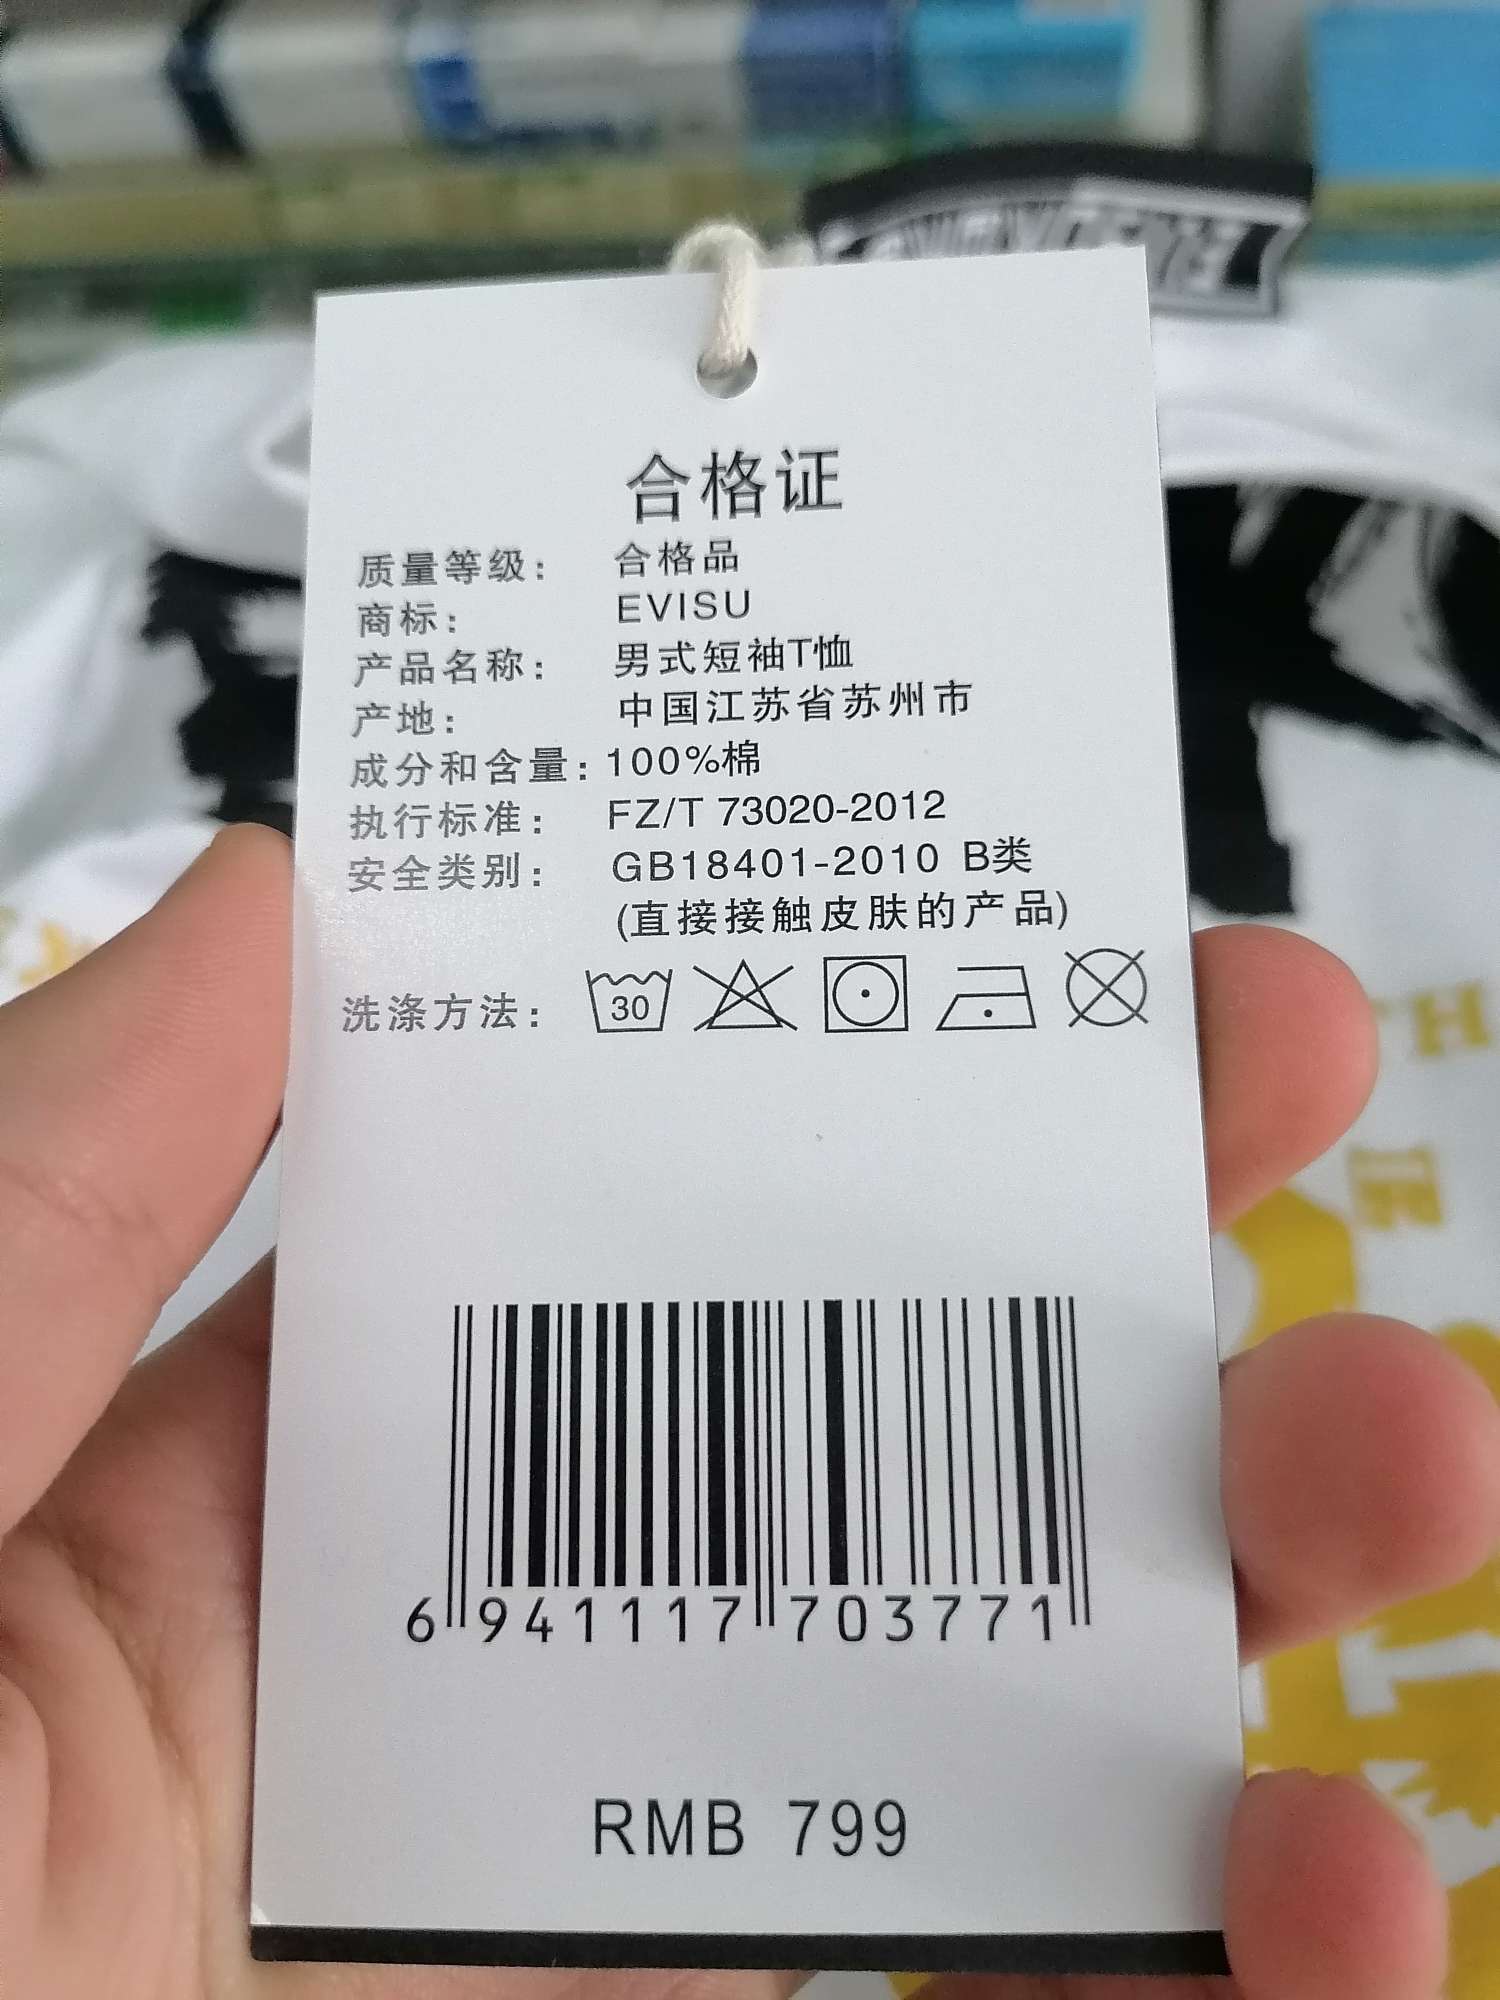 合格证
质量等级： 合格品
商标： EVISU
产品名称： 男式短袖T恤
产地： 中国江苏省苏州市
成分和含量：100%棉
执行标准： FZ/T 73020-2012
安全类别： GB18401-2010 B类
(直接接触皮肤的产品)
洗涤方法： 30
6 941117 703771
RMB 799